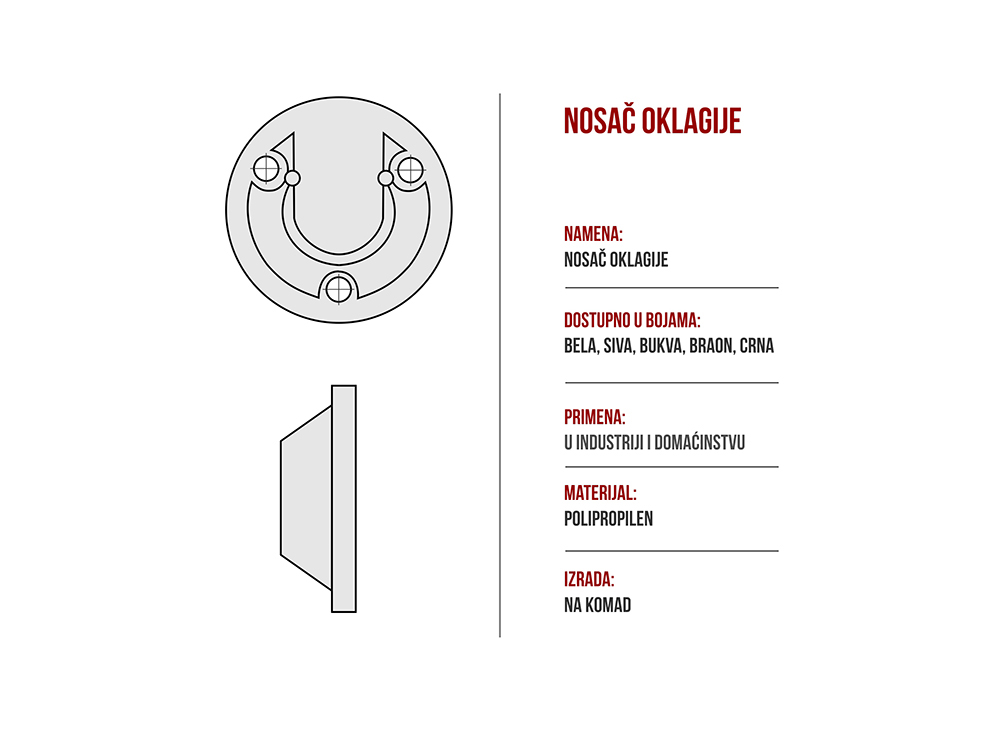 NOSAČ OKLAGIJE
NAMENA:
NOSAČ OKLAGIJE
DOSTUPNO U BOJAMA:
BELA, SIVA, BUKVA, BRAON, CRNA
PRIMENA:
U INDUSTRIJI I DOMAĆINSTVU
MATERIJAL:
POLIPROPILEN
IZRADA:
NA KOMAD